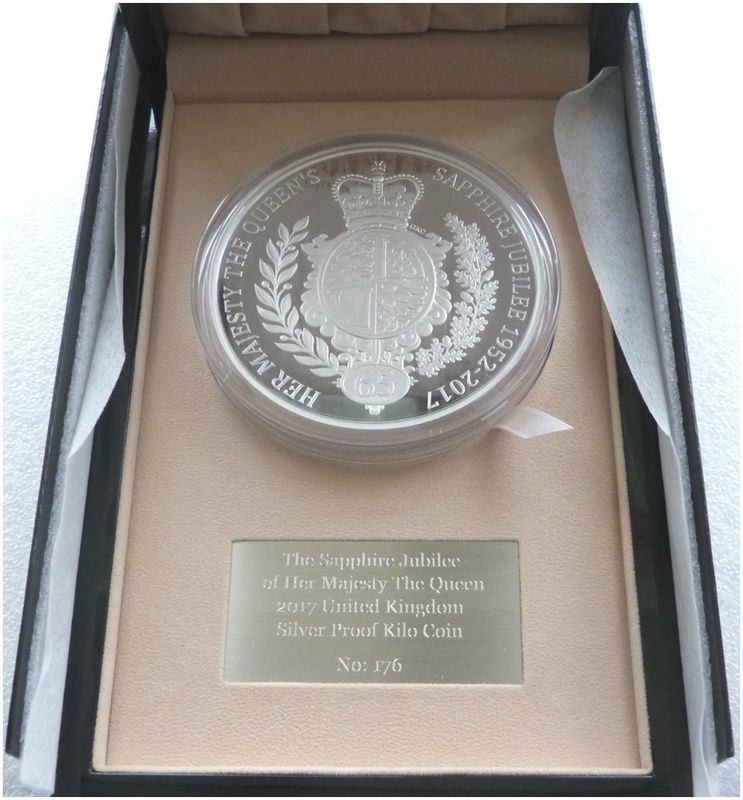 HER MAJESTY THE QUEEN'S SAPPHIRE JUBILEE 1952-2017
GNC
65
The Sapphire Jubilee
of Her Majesty The Queen
2017 United Kingdom
Silver Proof Kilo Coin
No: 176